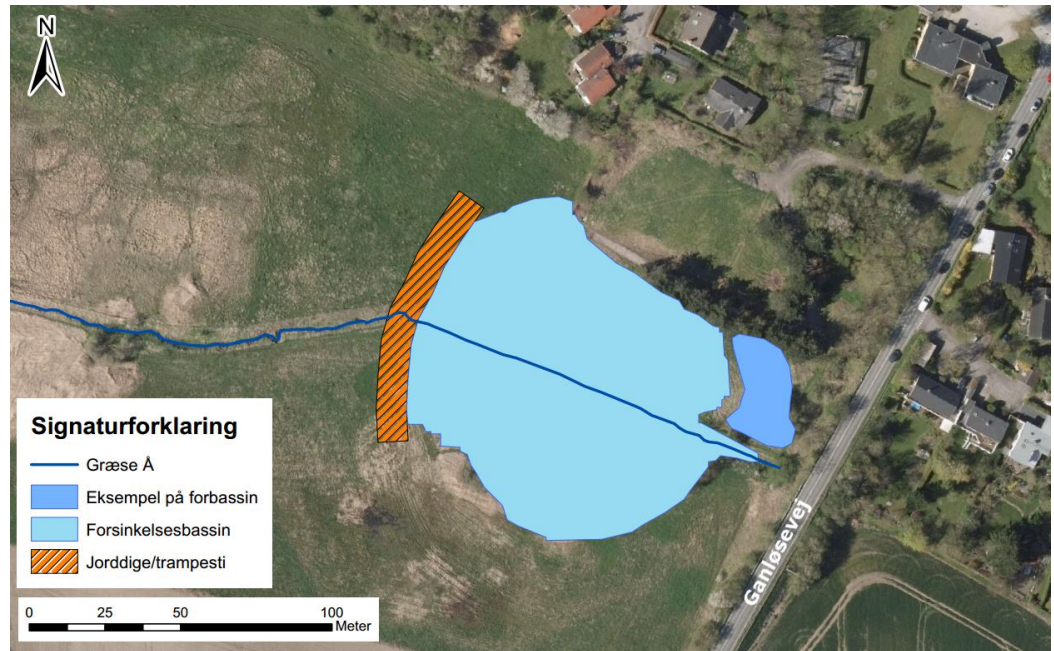 N
Signaturforklaring
Græse Å
Eksempel på forbassin
Forsinkelsesbassin
Jorddige/trampesti
0 25 50 100
Meter
Ganløsevej